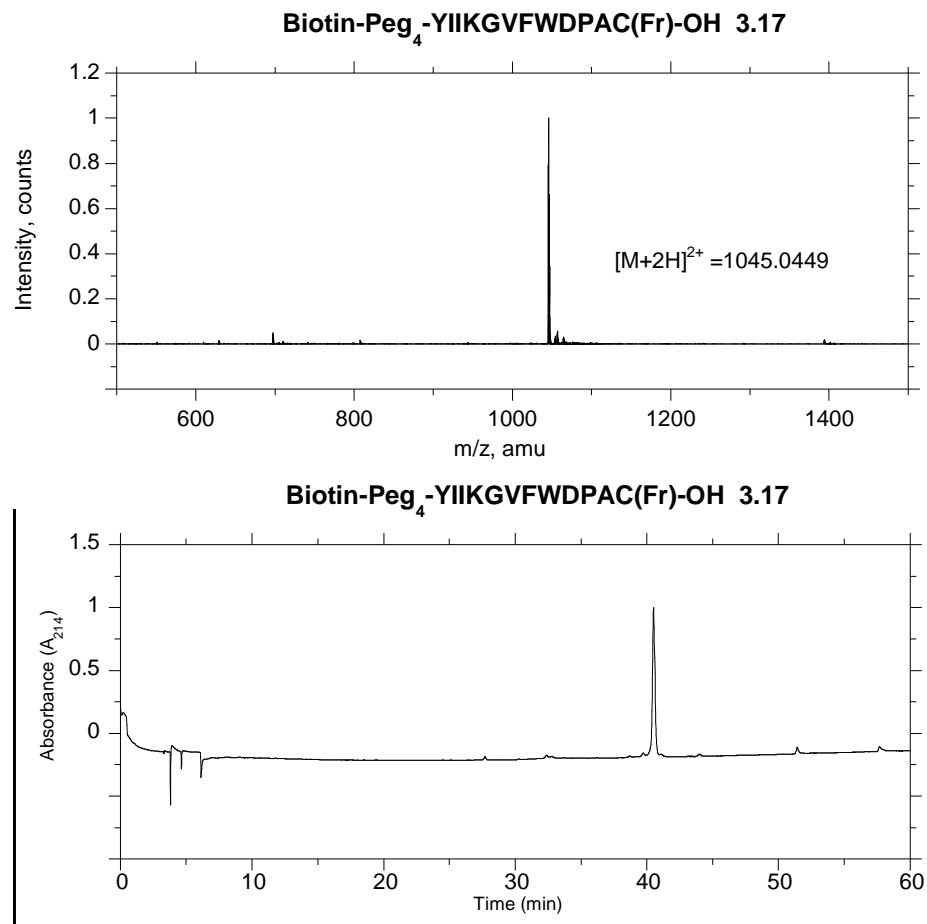 Biotin-Peg₄-YIIKGVFWDPAC(Fr)-OH 3.17
1.2
1
0.8
0.6
0.4
0.2
0
Intensity, counts
[M+2H]²⁺ =1045.0449
600 800 1000 1200 1400
m/z, amu
Biotin-Peg₄-YIIKGVFWDPAC(Fr)-OH 3.17
1.5
1
0.5
0
Absorbance (A₂₁₄)
0 10 20 30 40 50 60
Time (min)